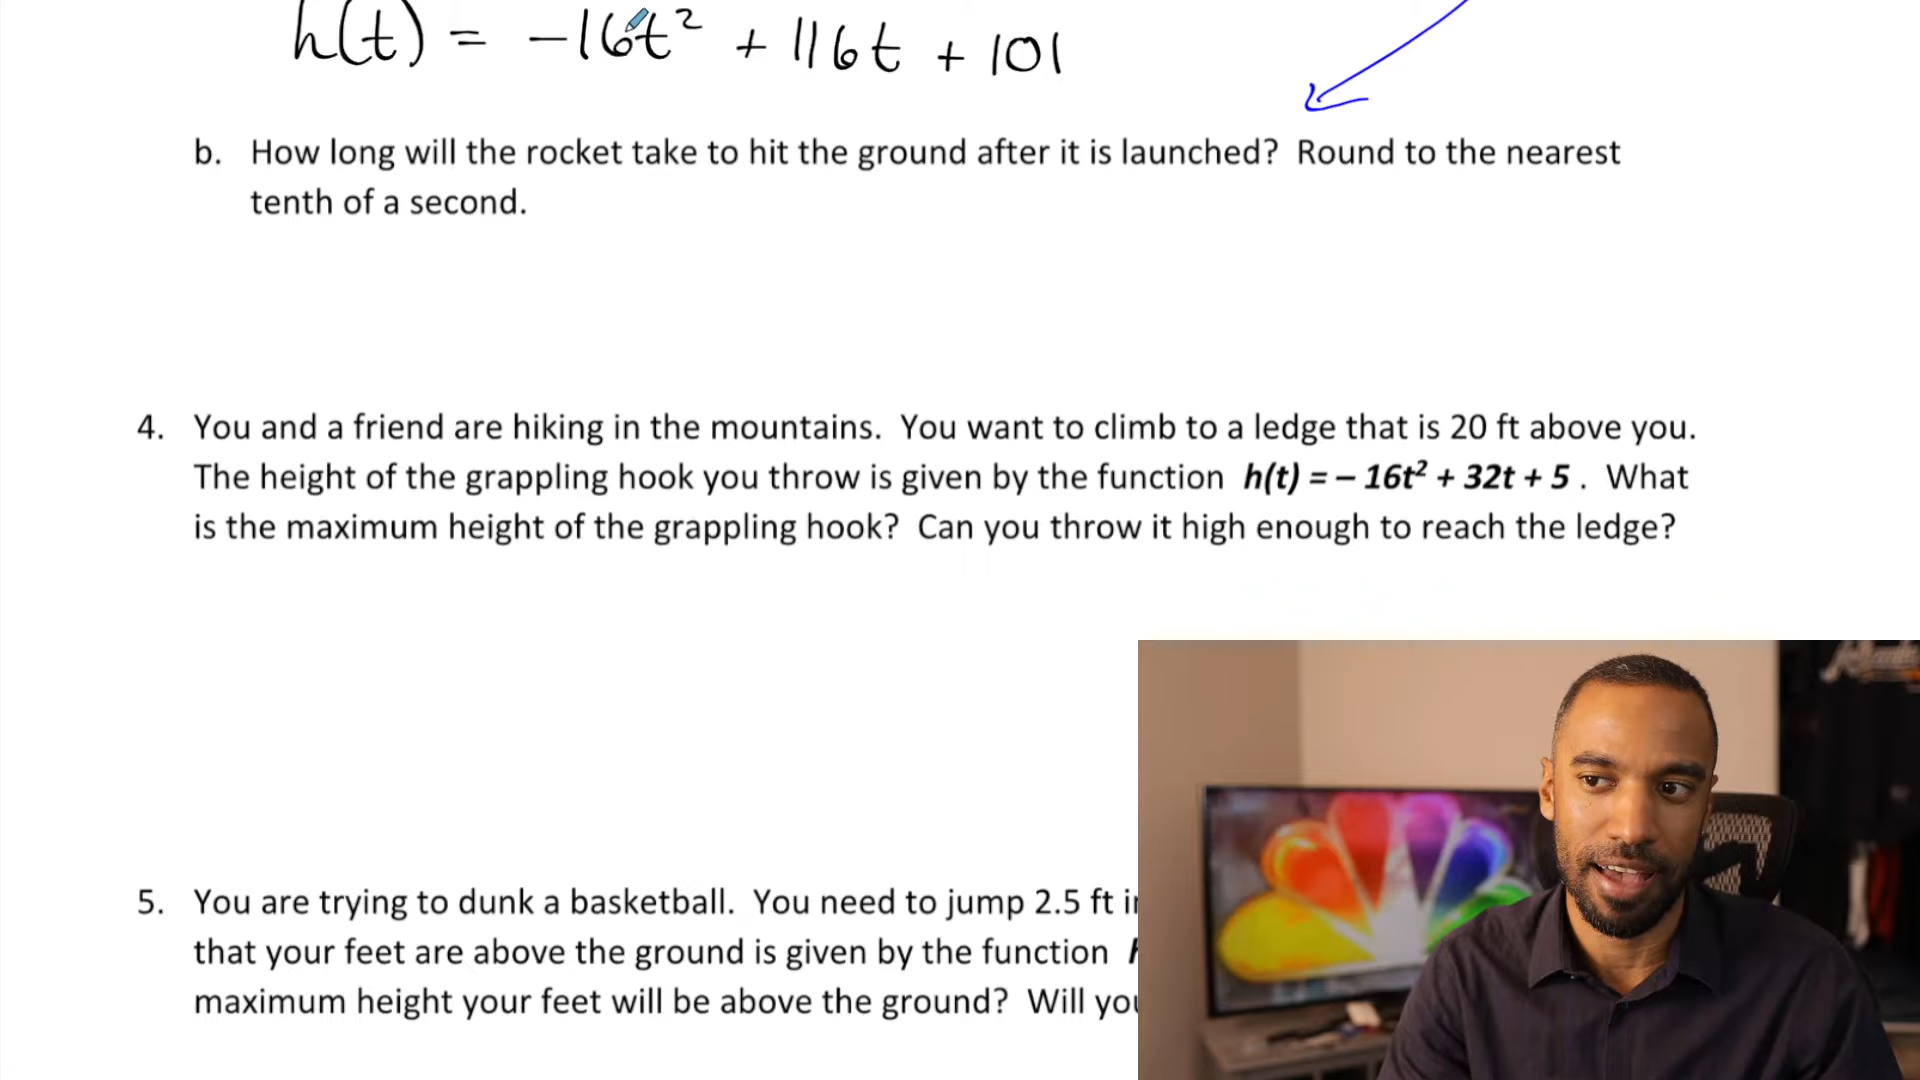 h(t) = -16t² + 116t + 101
b. How long will the rocket take to hit the ground after it is launched? Round to the nearest
tenth of a second.
4. You and a friend are hiking in the mountains. You want to climb to a ledge that is 20 ft above you.
The height of the grappling hook you throw is given by the function h(t) = – 16t² + 32t + 5 . What
is the maximum height of the grappling hook? Can you throw it high enough to reach the ledge?
5. You are trying to dunk a basketball. You need to jump 2.5 ft
that your feet are above the ground is given by the function
maximum height your feet will be above the ground? Will